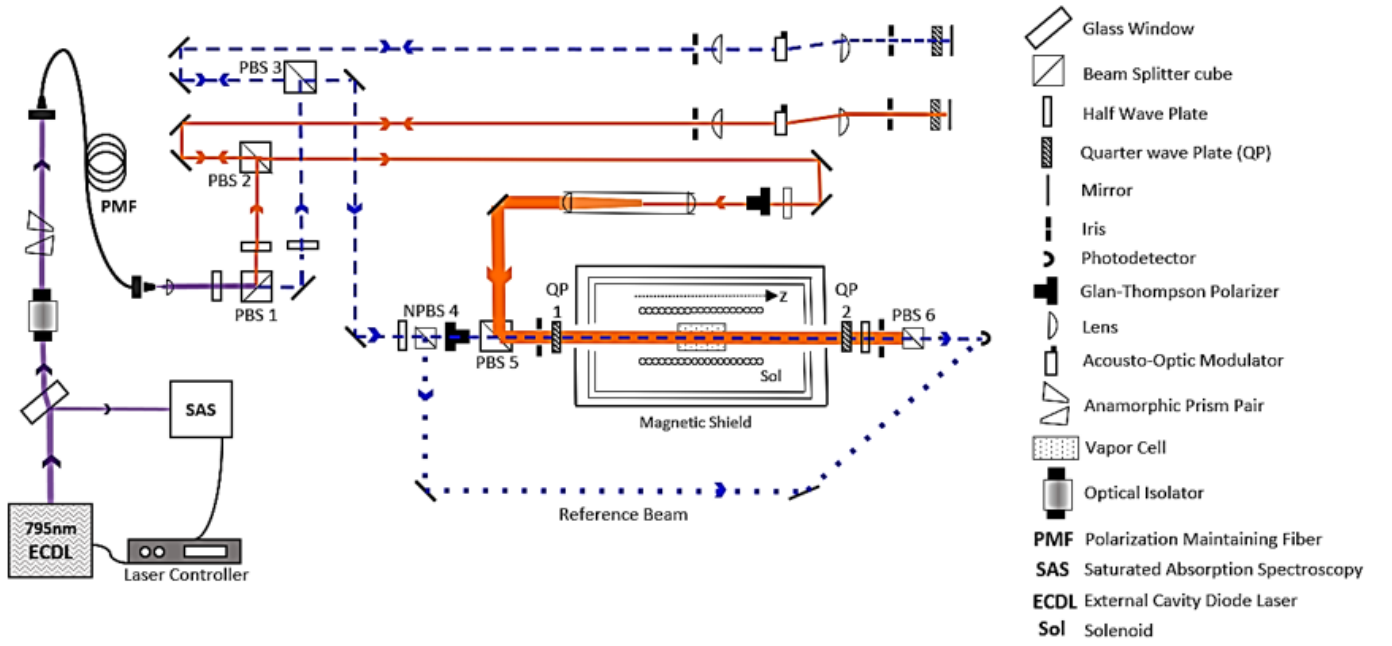 PBS 3
PBS 2
PMF
PBS 1
NPBS 4
PBS 5
QP
1
z
QP
2
PBS 6
Sol
Magnetic Shield
SAS
Reference Beam
795nm
ECDL
Laser Controller
Glass Window
Beam Splitter cube
Half Wave Plate
Quarter wave Plate (QP)
Mirror
Iris
Photodetector
Glan-Thompson Polarizer
Lens
Acousto-Optic Modulator
Anamorphic Prism Pair
Vapor Cell
Optical Isolator
PMF Polarization Maintaining Fiber
SAS Saturated Absorption Spectroscopy
ECDL External Cavity Diode Laser
Sol Solenoid